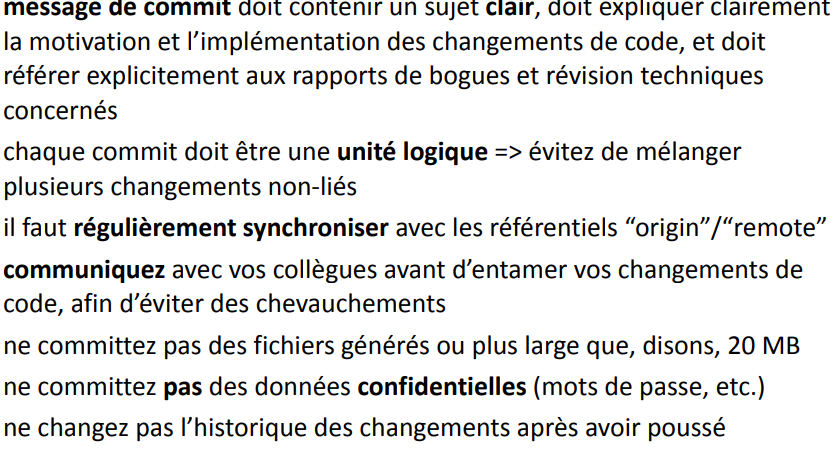 message de commit doit contenir un sujet clair, doit expliquer clairement
la motivation et l’implémentation des changements de code, et doit
référer explicitement aux rapports de bogues et révision techniques
concernés
chaque commit doit être une unité logique => évitez de mélanger
plusieurs changements non-liés
il faut régulièrement synchroniser avec les référentiels “origin”/“remote”
communiquez avec vos collègues avant d’entamer vos changements de
code, afin d’éviter des chevauchements
ne committez pas des fichiers générés ou plus large que, disons, 20 MB
ne committez pas des données confidentielles (mots de passe, etc.)
ne changez pas l’historique des changements après avoir poussé